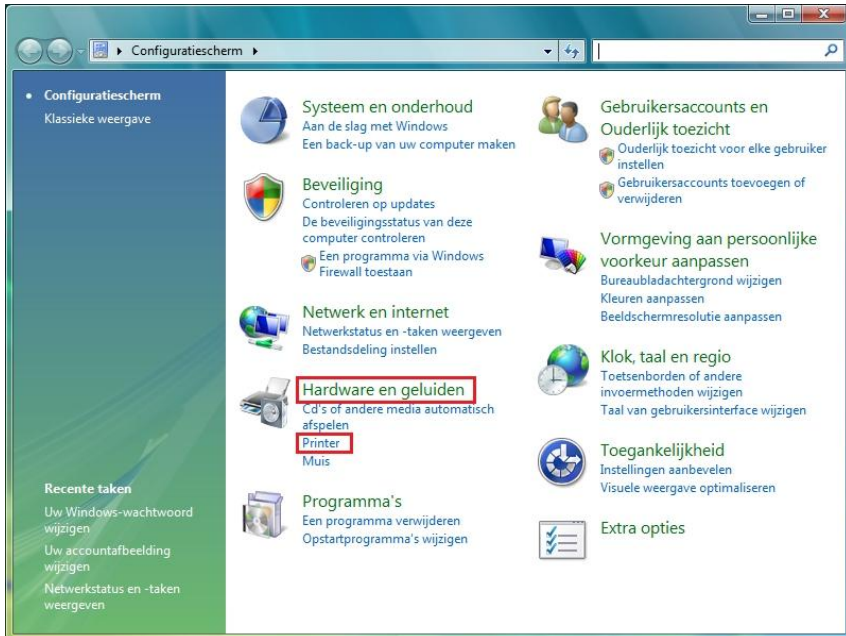 Configuratiescherm
Configuratiescherm
Klassieke weergave
Recente taken
Uw Windows-wachtwoord
wijzigen
Uw accountafbeelding
wijzigen
Netwerkstatus en -taken
weergeven
Systeem en onderhoud
Aan de slag met Windows
Een back-up van uw computer maken
Beveiliging
Controleren op updates
De beveiligingsstatus van deze
computer controleren
Een programma via Windows
Firewall toestaan
Netwerk en internet
Netwerkstatus en -taken weergeven
Bestandsdeling instellen
Hardware en geluiden
Cd's of andere media automatisch
afspelen
Printer
Muis
Programma's
Een programma verwijderen
Opstartprogramma's wijzigen
Gebruikersaccounts en
Ouderlijk toezicht
Ouderlijk toezicht voor elke gebruiker
instellen
Gebruikersaccounts toevoegen of
verwijderen
Vormgeving aan persoonlijke
voorkeur aanpassen
Bureaubladachtergrond wijzigen
Kleuren aanpassen
Beeldschermresolutie aanpassen
Klok, taal en regio
Toetsenborden of andere
invoermethoden wijzigen
Taal van gebruikersinterface wijzigen
Toegankelijkheid
Instellingen aanbevelen
Visuele weergave optimaliseren
Extra opties